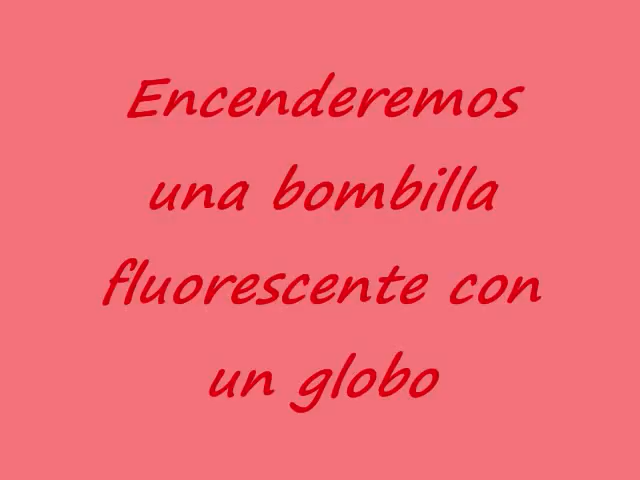 Encenderemos
una bombilla
fluorescente con
un globo